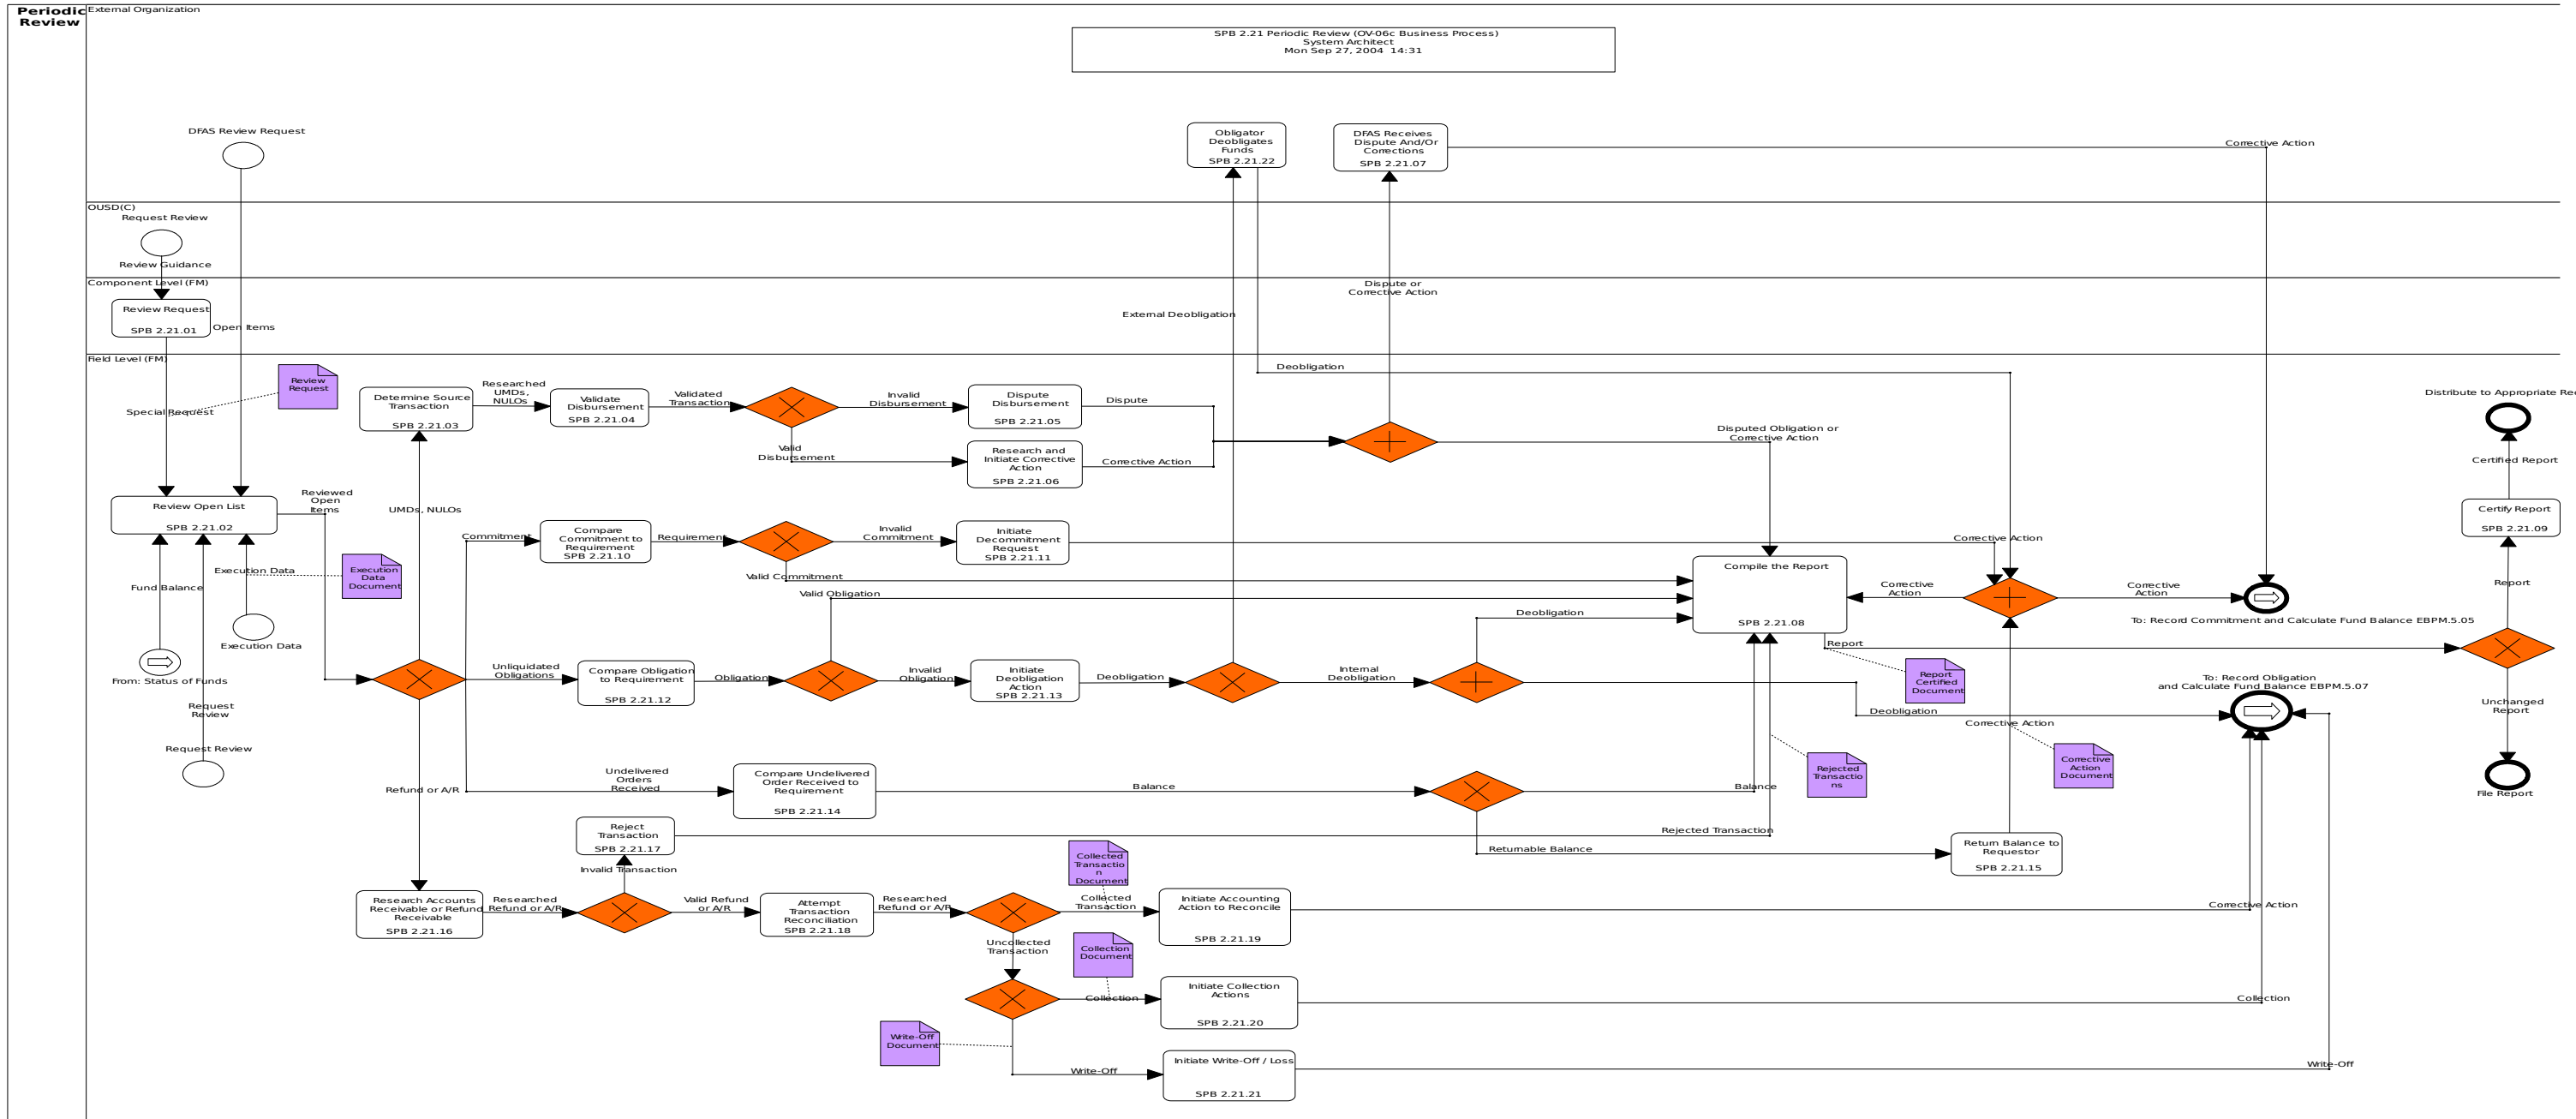 Periodic
Review
External Organization
SPB 2.21 Periodic Review (OV-06c Business Process)
System Architect
Mon Sep 27, 2004  14:31
DFAS Review Request
Obligator
Deobligates
Funds
SPB 2.21.22
DFAS Receives
Dispute And/Or
Corrections
SPB 2.21.07
Corrective Action
OUSD(C)
Request Review
Review Guidance
Component Level (FM)
Review Request
SPB 2.21.01
Open Items
External Deobligation
Dispute or
Corrective Action
Field Level (FM)
Review
Request
Special Request
Determine Source
Transaction
SPB 2.21.03
Researched
UMDs,
NULOs
Validate
Disbursement
SPB 2.21.04
Validated
Transaction
Invalid
Disbursement
Dispute
Disbursement
SPB 2.21.05
Dispute
Valid
Disbursement
Research and
Initiate Corrective
Action
SPB 2.21.06
Corrective Action
Deobligation
Disputed Obligation or
Corrective Action
Distribute to Appropriate Rec
Certified Report
Certify Report
SPB 2.21.09
Report
Review Open List
SPB 2.21.02
Reviewed
Open
Items
UMDs, NULOs
Commitment
Compare
Commitment to
Requirement
SPB 2.21.10
Requirement
Invalid
Commitment
Initiate
Decommitment
Request
SPB 2.21.11
Corrective Action
Valid Commitment
Valid Obligation
Deobligation
Compile the Report
SPB 2.21.08
Corrective
Action
Corrective
Action
To: Record Commitment and Calculate Fund Balance EBPM.5.05
Report
Fund Balance
Execution Data
Execution
Data
Document
Execution Data
From: Status of Funds
Request
Review
Request Review
Unliquidated
Obligations
Compare Obligation
to Requirement
SPB 2.21.12
Obligation
Invalid
Obligation
Initiate
Deobligation
Action
SPB 2.21.13
Deobligation
Internal
Deobligation
Report
Certified
Document
To: Record Obligation
and Calculate Fund Balance EBPM.5.07
Deobligation
Corrective Action
Corrective
Action
Document
Unchanged
Report
File Report
Refund or A/R
Undelivered
Orders
Received
Compare Undelivered
Order Received to
Requirement
SPB 2.21.14
Balance
Balance
Rejected
Transactio
ns
Reject
Transaction
SPB 2.21.17
Rejected Transaction
Returnable Balance
Return Balance to
Requestor
SPB 2.21.15
Invalid Transaction
Collected
Transactio
n
Document
Research Accounts
Receivable or Refund
Receivable
SPB 2.21.16
Researched
Refund or A/R
Valid Refund
or A/R
Attempt
Transaction
Reconciliation
SPB 2.21.18
Researched
Refund or A/R
Collected
Transaction
Initiate Accounting
Action to Reconcile
SPB 2.21.19
Corrective Action
Uncollected
Transaction
Collection
Document
Collection
Initiate Collection
Actions
SPB 2.21.20
Collection
Write-Off
Document
Write-Off
Initiate Write-Off / Loss
SPB 2.21.21
Write-Off